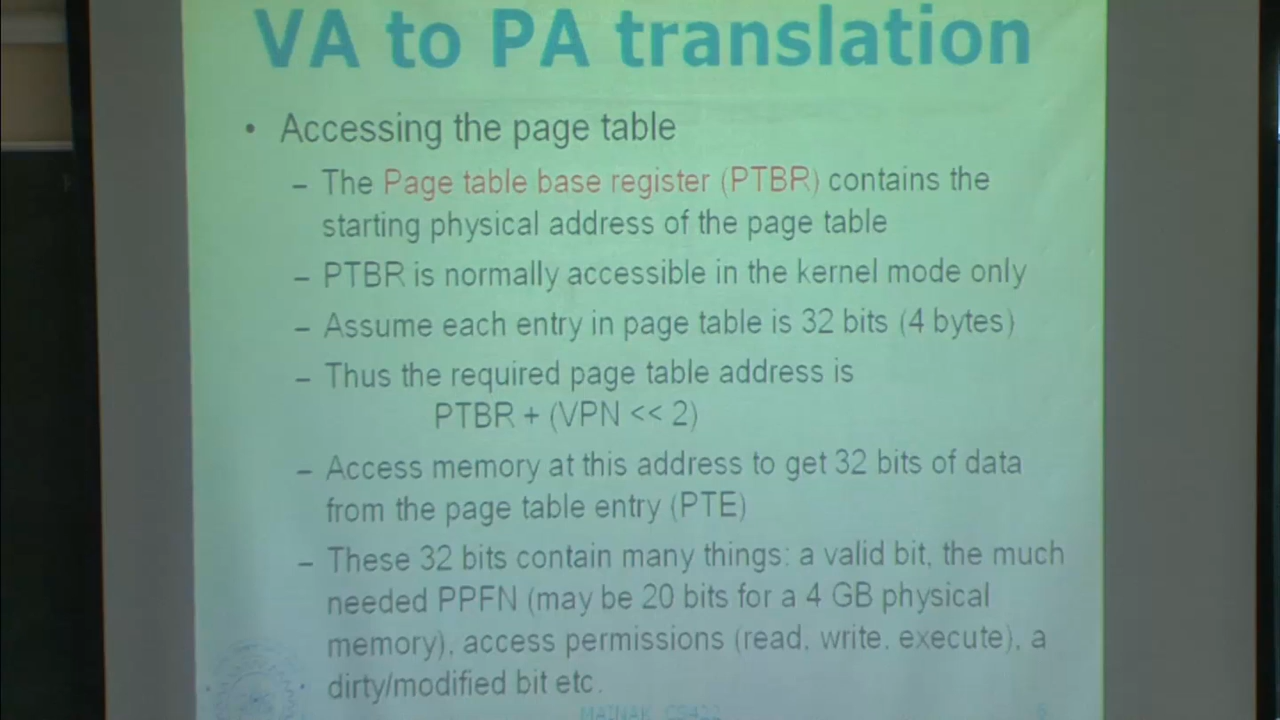 VA to PA translation
• Accessing the page table
– The Page table base register (PTBR) contains the
starting physical address of the page table
– PTBR is normally accessible in the kernel mode only
– Assume each entry in page table is 32 bits (4 bytes)
– Thus the required page table address is
PTBR + (VPN << 2)
– Access memory at this address to get 32 bits of data
from the page table entry (PTE)
– These 32 bits contain many things: a valid bit, the much
needed PPFN (may be 20 bits for a 4 GB physical
memory), access permissions (read, write, execute), a
dirty/modified bit etc.
MAINAK CS422